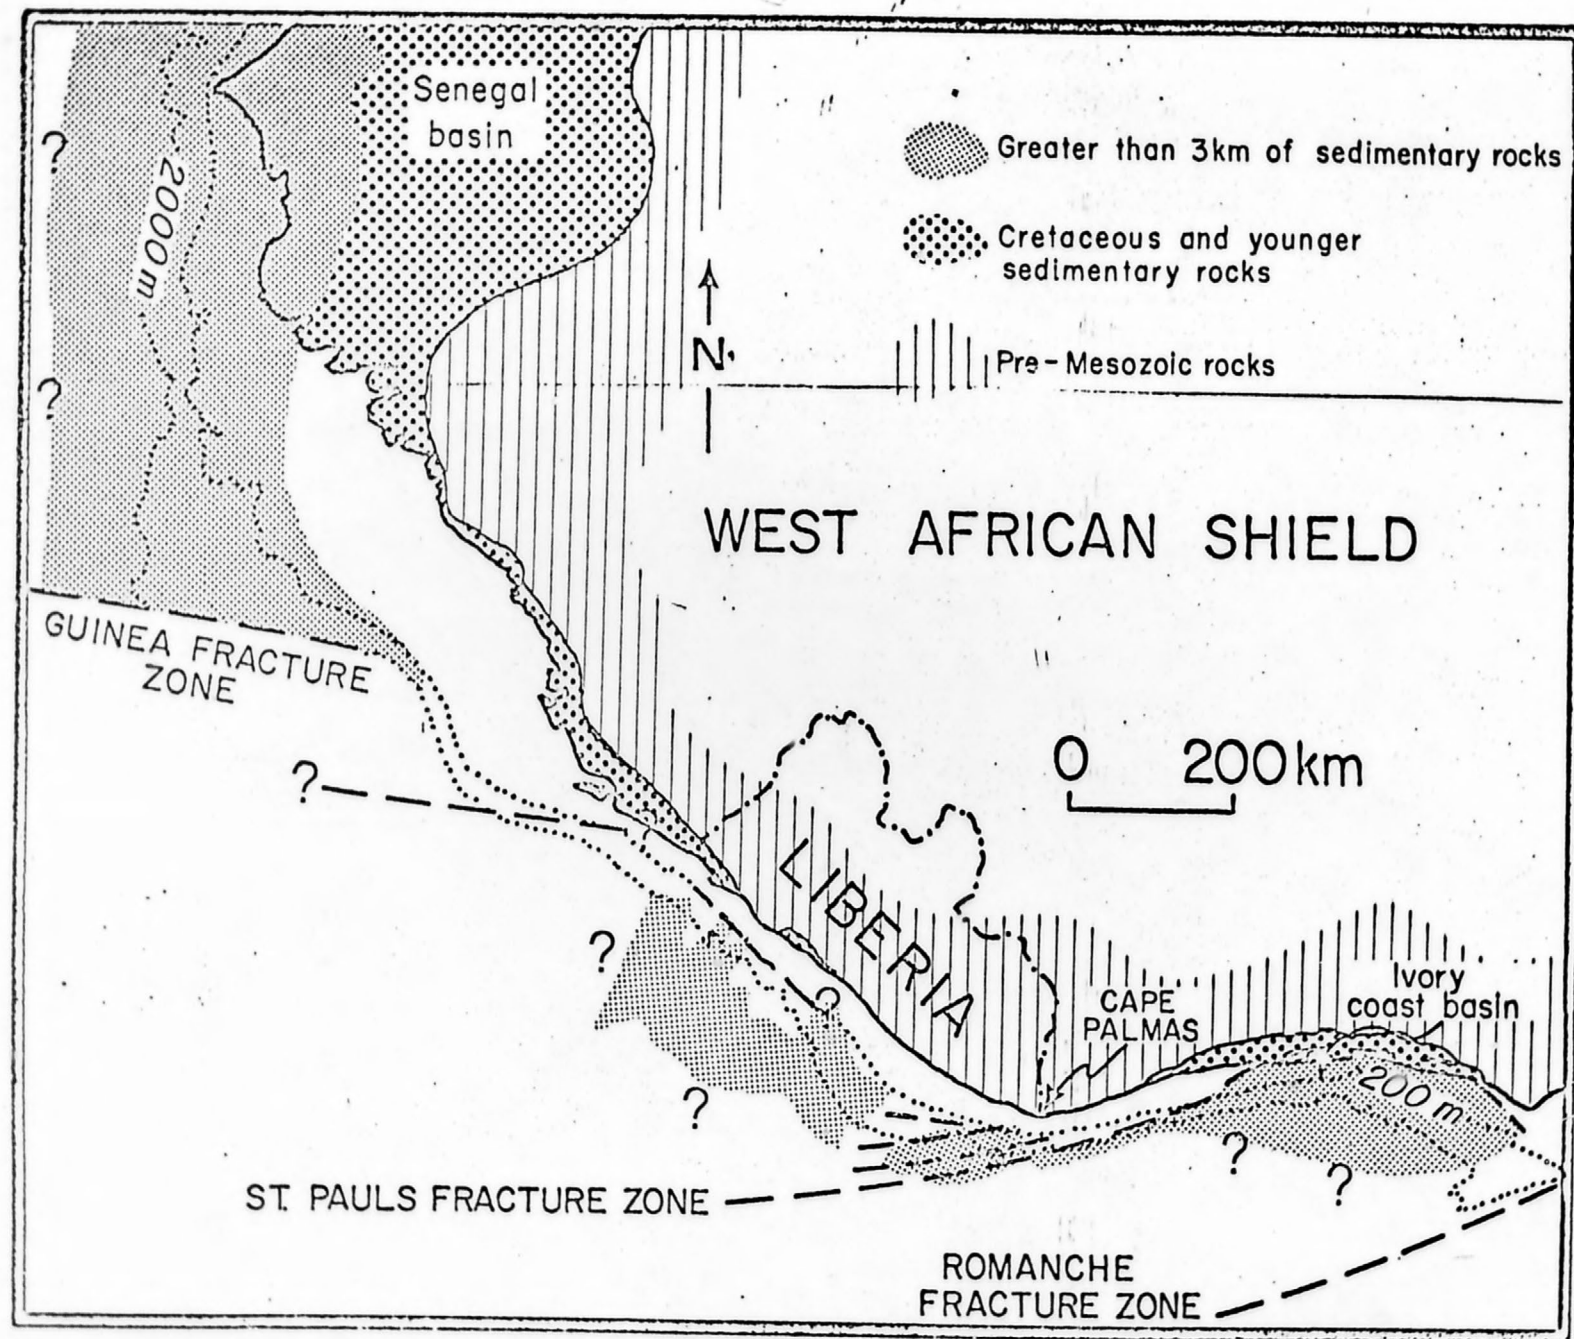 Senegal
basin
Greater than 3km of sedimentary rocks
Cretaceous and younger
sedimentary rocks
N
Pre-Mesozoic rocks
?
2000m
?
WEST AFRICAN SHIELD
GUINEA FRACTURE
ZONE
0 200km
?
LIBERIA
?
?
CAPE
PALMAS
Ivory
coast basin
200 m
?
?
?
ST. PAULS FRACTURE ZONE
ROMANCHE
FRACTURE ZONE